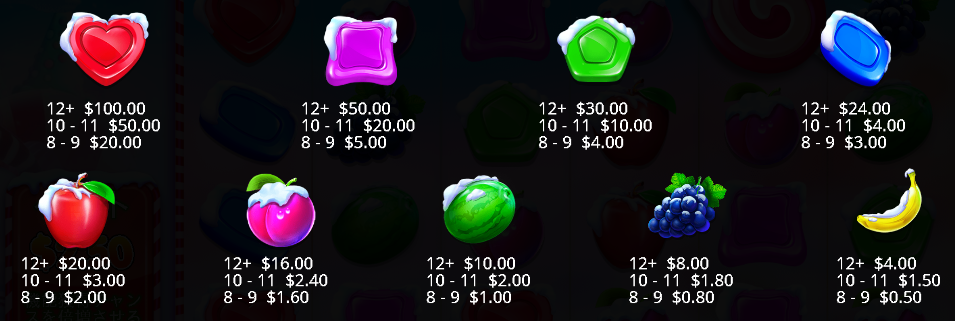 12+ $100.00
10 - 11 $50.00
8 - 9 $20.00
12+ $50.00
10 - 11 $20.00
8 - 9 $5.00
12+ $30.00
10 - 11 $10.00
8 - 9 $4.00
12+ $24.00
10 - 11 $4.00
8 - 9 $3.00
12+ $20.00
10 - 11 $3.00
8 - 9 $2.00
12+ $16.00
10 - 11 $2.40
8 - 9 $1.60
12+ $10.00
10 - 11 $2.00
8 - 9 $1.00
12+ $8.00
10 - 11 $1.80
8 - 9 $0.80
12+ $4.00
10 - 11 $1.50
8 - 9 $0.50